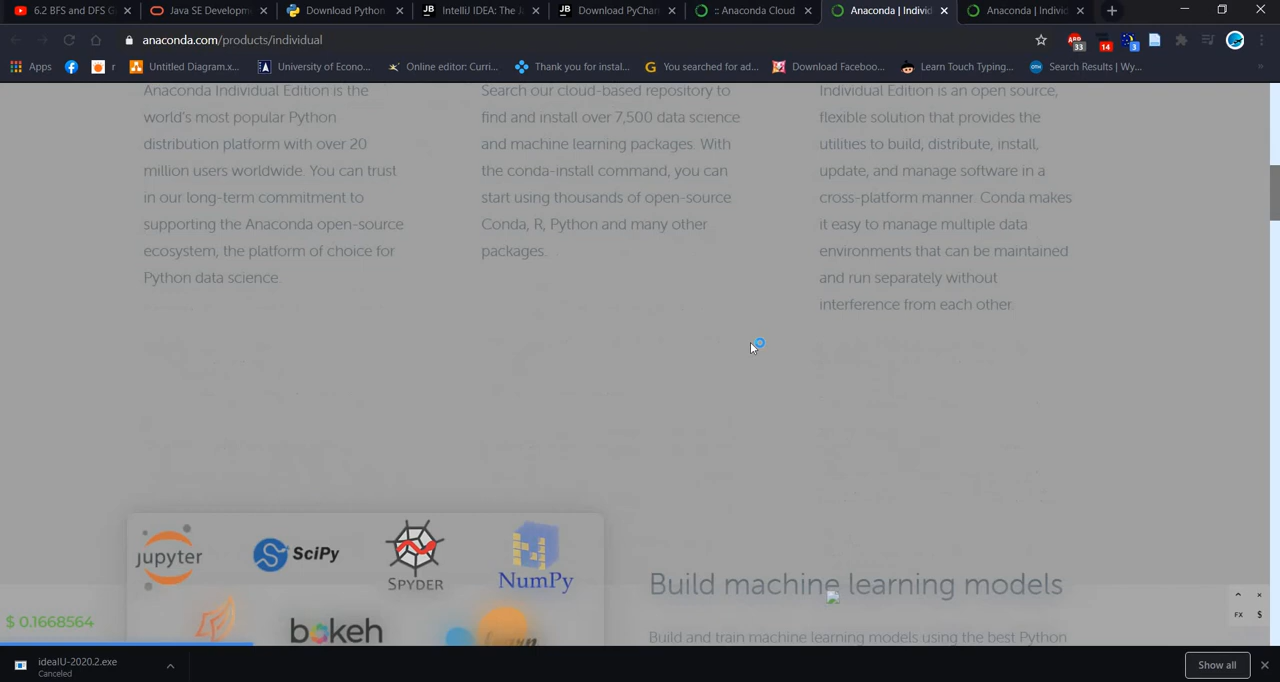 6.2 BFS and DFS G
Java SE Developm
Download Python
IntelliJ IDEA: The Ja
Download PyChar
:: Anaconda Cloud
Anaconda | Individ
Anaconda | Individ
anaconda.com/products/individual
33
14
3
Apps
r
Untitled Diagram.x...
University of Econo...
Online editor: Curri...
Thank you for instal...
You searched for ad...
Download Faceboo...
Learn Touch Typing...
Search Results | Wy...
Anaconda Individual Edition is the
world's most popular Python
distribution platform with over 20
million users worldwide. You can trust
in our long-term commitment to
supporting the Anaconda open-source
ecosystem, the platform of choice for
Python data science.
Search our cloud-based repository to
find and install over 7,500 data science
and machine learning packages. With
the conda-install command, you can
start using thousands of open-source
Conda, R, Python and many other
packages.
Individual Edition is an open source,
flexible solution that provides the
utilities to build, distribute, install,
update, and manage software in a
cross-platform manner. Conda makes
it easy to manage multiple data
environments that can be maintained
and run separately without
interference from each other.
jupyter
SciPy
SPYDER
NumPy
bokeh
Build machine learning models
Build and train machine learning models using the best Python
$ 0.1668564
FX $
ideaIU-2020.2.exe
Canceled
Show all